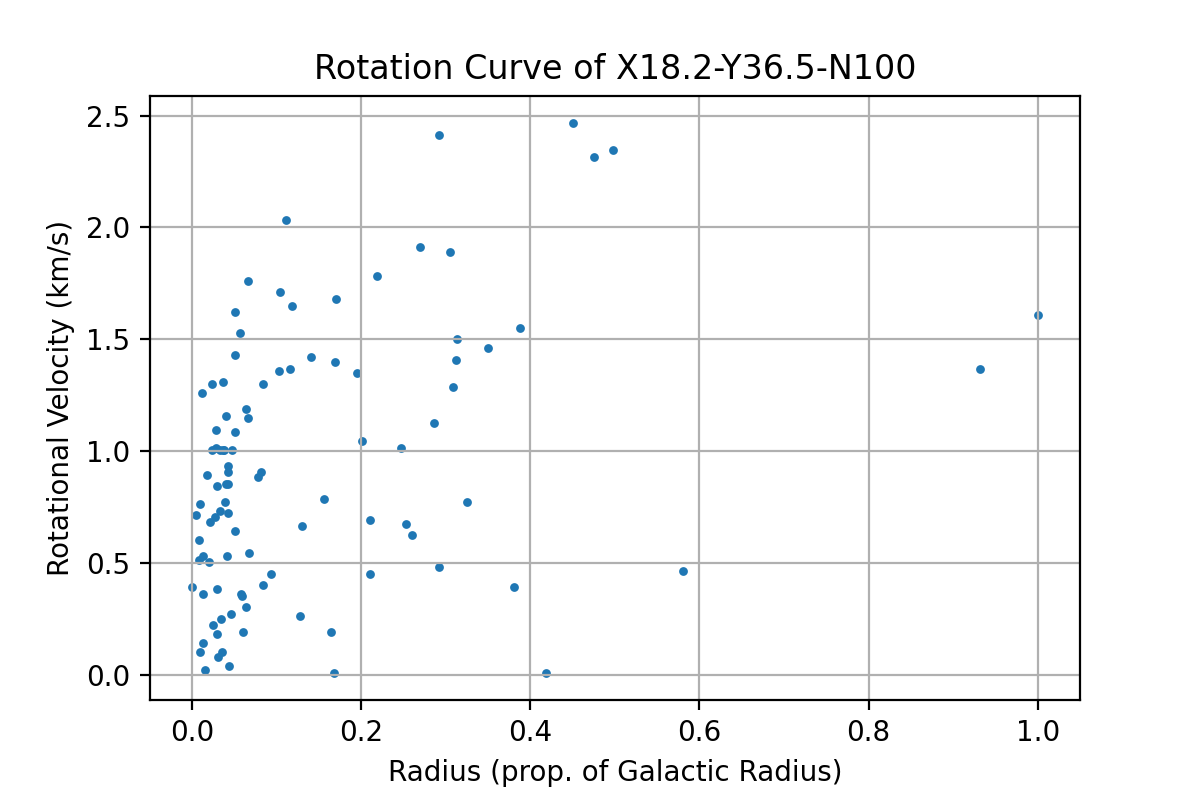 Rotation Curve of X18.2-Y36.5-N100
Rotational Velocity (km/s)
2.5
2.0
1.5
1.0
0.5
0.0
0.0 0.2 0.4 0.6 0.8 1.0
Radius (prop. of Galactic Radius)